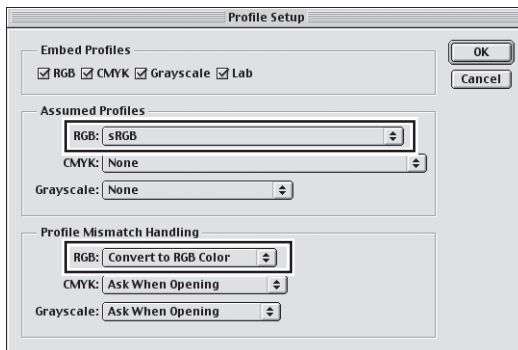 Profile Setup
Embed Profiles
RGB CMYK Grayscale Lab
OK
Cancel
Assumed Profiles
RGB: sRGB
CMYK: None
Grayscale: None
Profile Mismatch Handling
RGB: Convert to RGB Color
CMYK: Ask When Opening
Grayscale: Ask When Opening